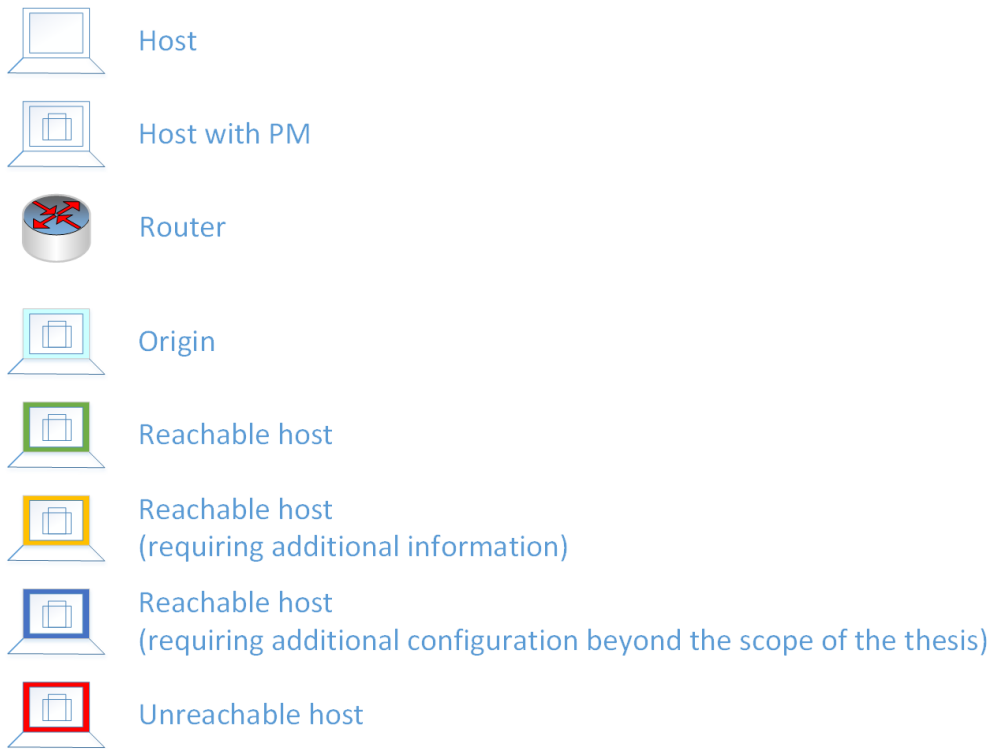 Host
Host with PM
Router
Origin
Reachable host
Reachable host
(requiring additional information)
Reachable host
(requiring additional configuration beyond the scope of the thesis)
Unreachable host